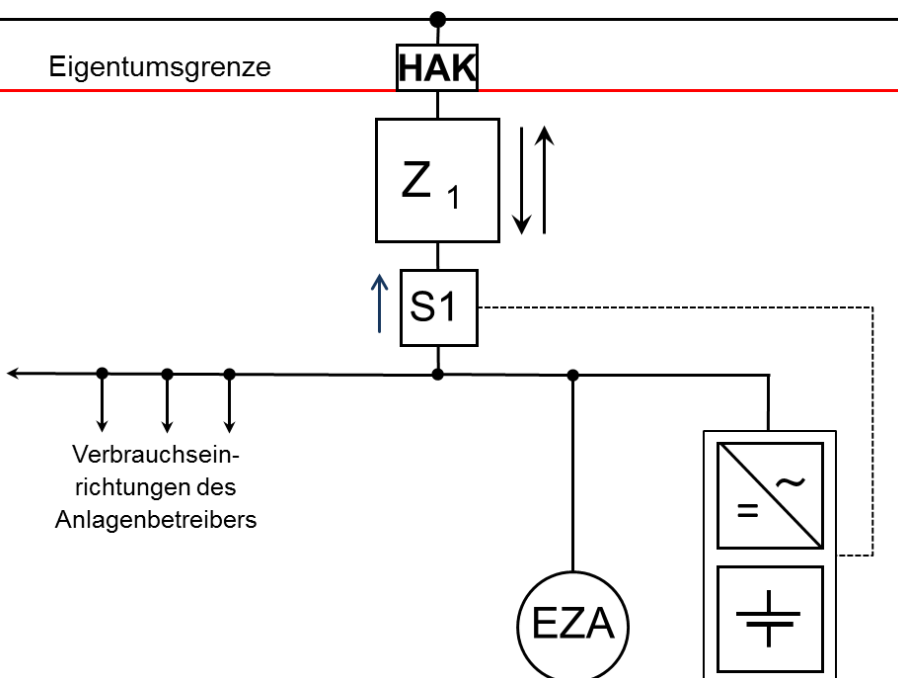 Eigentumsgrenze
HAK
Z 1
S1
Verbrauchsein-
richtungen des
Anlagenbetreibers
~
=
EZA